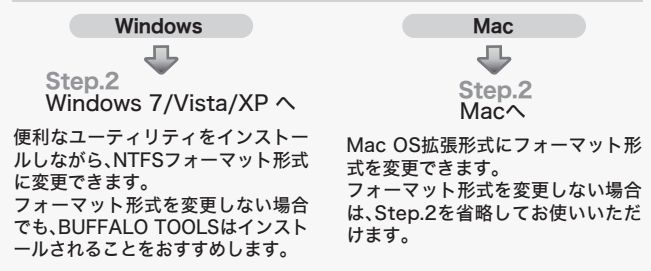 Windows
Step.2
Windows 7/Vista/XP へ
便利なユーティリティをインストー
ルしながら、NTFSフォーマット形式
に変更できます。
フォーマット形式を変更しない場合
でも、BUFFALO TOOLSはインスト
ールされることをおすすめします。
Mac
Step.2
Macへ
Mac OS拡張形式にフォーマット形
式を変更できます。
フォーマット形式を変更しない場合
は、Step.2を省略してお使いいただ
けます。